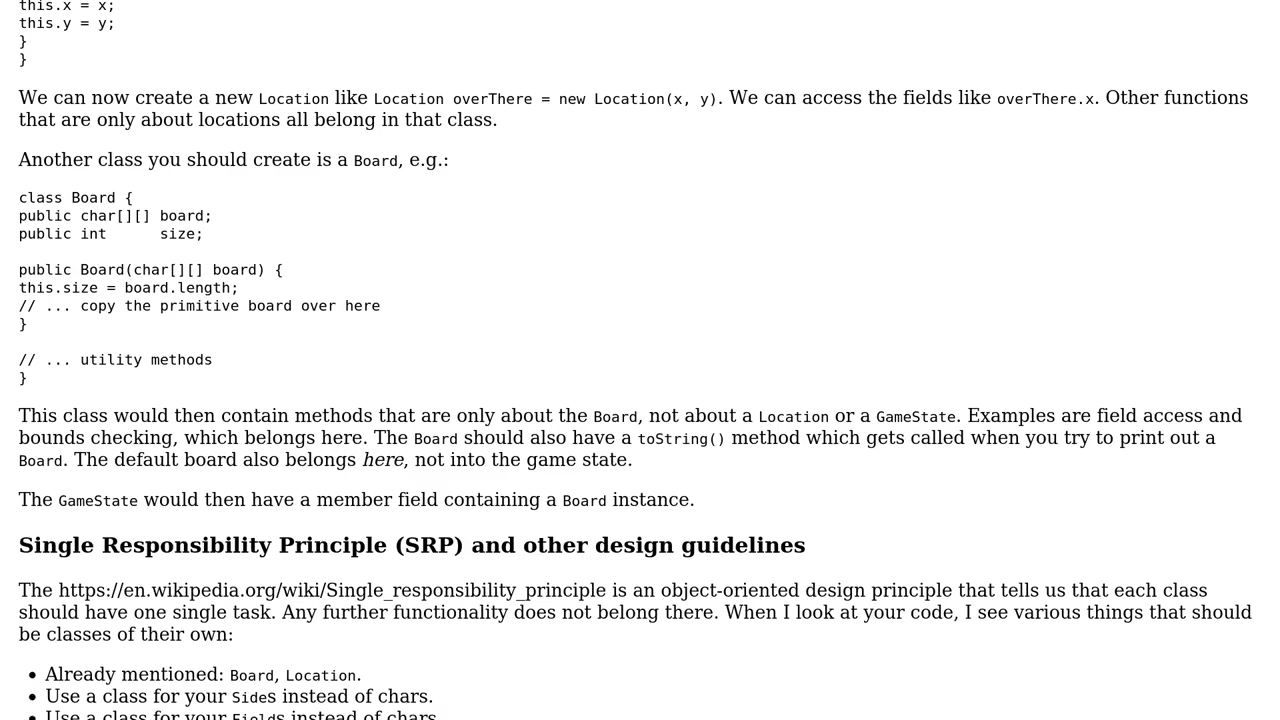 this.x = x;
this.y = y;
}
}
We can now create a new Location like Location overThere = new Location(x, y). We can access the fields like overThere.x. Other functions
that are only about locations all belong in that class.
Another class you should create is a Board, e.g.:
class Board {
public char[][] board;
public int      size;
public Board(char[][] board) {
this.size = board.length;
// ... copy the primitive board over here
}
// ... utility methods
}
This class would then contain methods that are only about the Board, not about a Location or a GameState. Examples are field access and
bounds checking, which belongs here. The Board should also have a toString() method which gets called when you try to print out a
Board. The default board also belongs here, not into the game state.
The GameState would then have a member field containing a Board instance.
Single Responsibility Principle (SRP) and other design guidelines
The https://en.wikipedia.org/wiki/Single_responsibility_principle is an object-oriented design principle that tells us that each class
should have one single task. Any further functionality does not belong there. When I look at your code, I see various things that should
be classes of their own:
• Already mentioned: Board, Location.
• Use a class for your Sides instead of chars.
• Use a class for your Fields instead of chars.